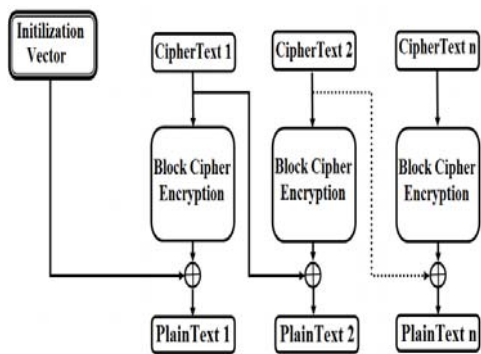 Initilization
Vector
CipherText 1
CipherText 2
CipherText n
Block Cipher
Encryption
Block Cipher
Encryption
Block Cipher
Encryption
PlainText 1
PlainText 2
PlainText n